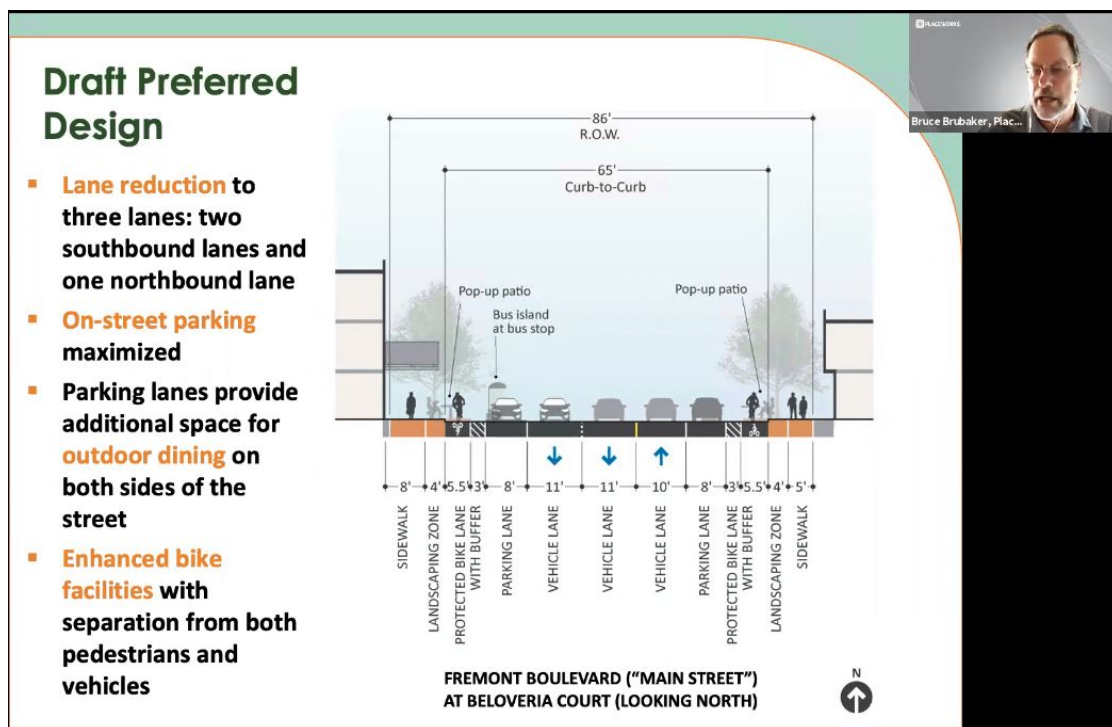 Draft Preferred
Design
Lane reduction to
three lanes: two
southbound lanes and
one northbound lane
On-street parking
maximized
Parking lanes provide
additional space for
outdoor dining on
both sides of the
street
Enhanced bike
facilities with
separation from both
pedestrians and
vehicles
86'
R.O.W.
65'
Curb-to-Curb
Pop-up patio
Bus island
at bus stop
Pop-up patio
8' 4' 5.5' 3' 8' 11' 11' 10' 8' 3' 5.5' 4' 5'
SIDEWALK
LANDSCAPING ZONE
PROTECTED BIKE LANE
WITH BUFFER
PARKING LANE
VEHICLE LANE
VEHICLE LANE
VEHICLE LANE
PARKING LANE
PROTECTED BIKE LANE
WITH BUFFER
LANDSCAPING ZONE
SIDEWALK
FREMONT BOULEVARD ("MAIN STREET")
AT BELOVERIA COURT (LOOKING NORTH)
N
PLACEWORKS
Bruce Brubaker, Plac...